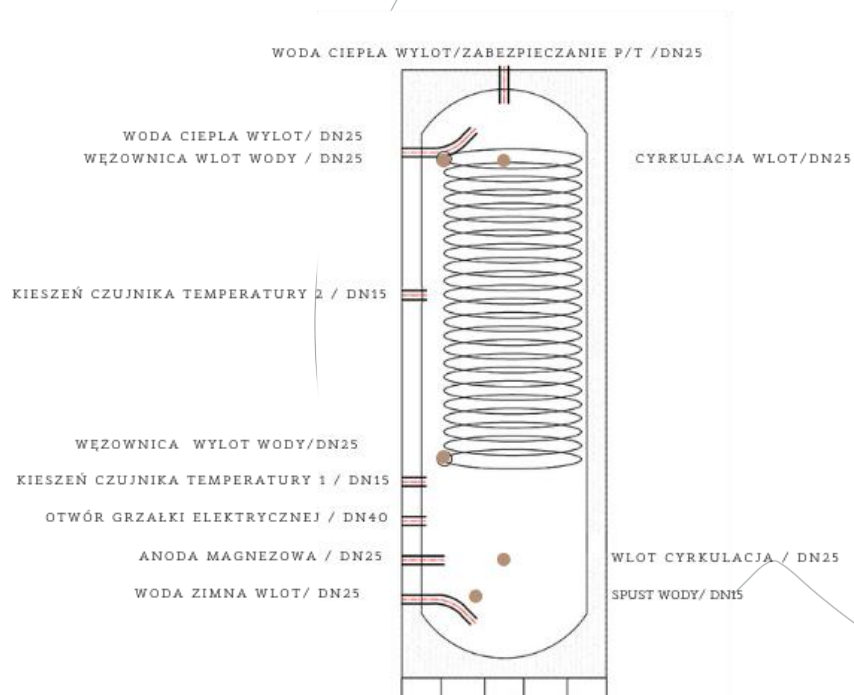 WODA CIEPŁA WYLOT/ZABEZPIECZANIE P/T /DN25
WODA CIEPLA WYLOT/ DN25
WĘŻOWNICA WLOT WODY / DN25
CYRKULACJA WLOT/DN25
KIESZEŃ CZUJNIKA TEMPERATURY 2 / DN15
WĘŻOWNICA WYLOT WODY/DN25
KIESZEŃ CZUJNIKA TEMPERATURY 1 / DN15
OTWÓR GRZAŁKI ELEKTRYCZNEJ / DN40
ANODA MAGNEZOWA / DN25
WLOT CYRKULACJA / DN25
WODA ZIMNA WLOT/ DN25
SPUST WODY/ DN15